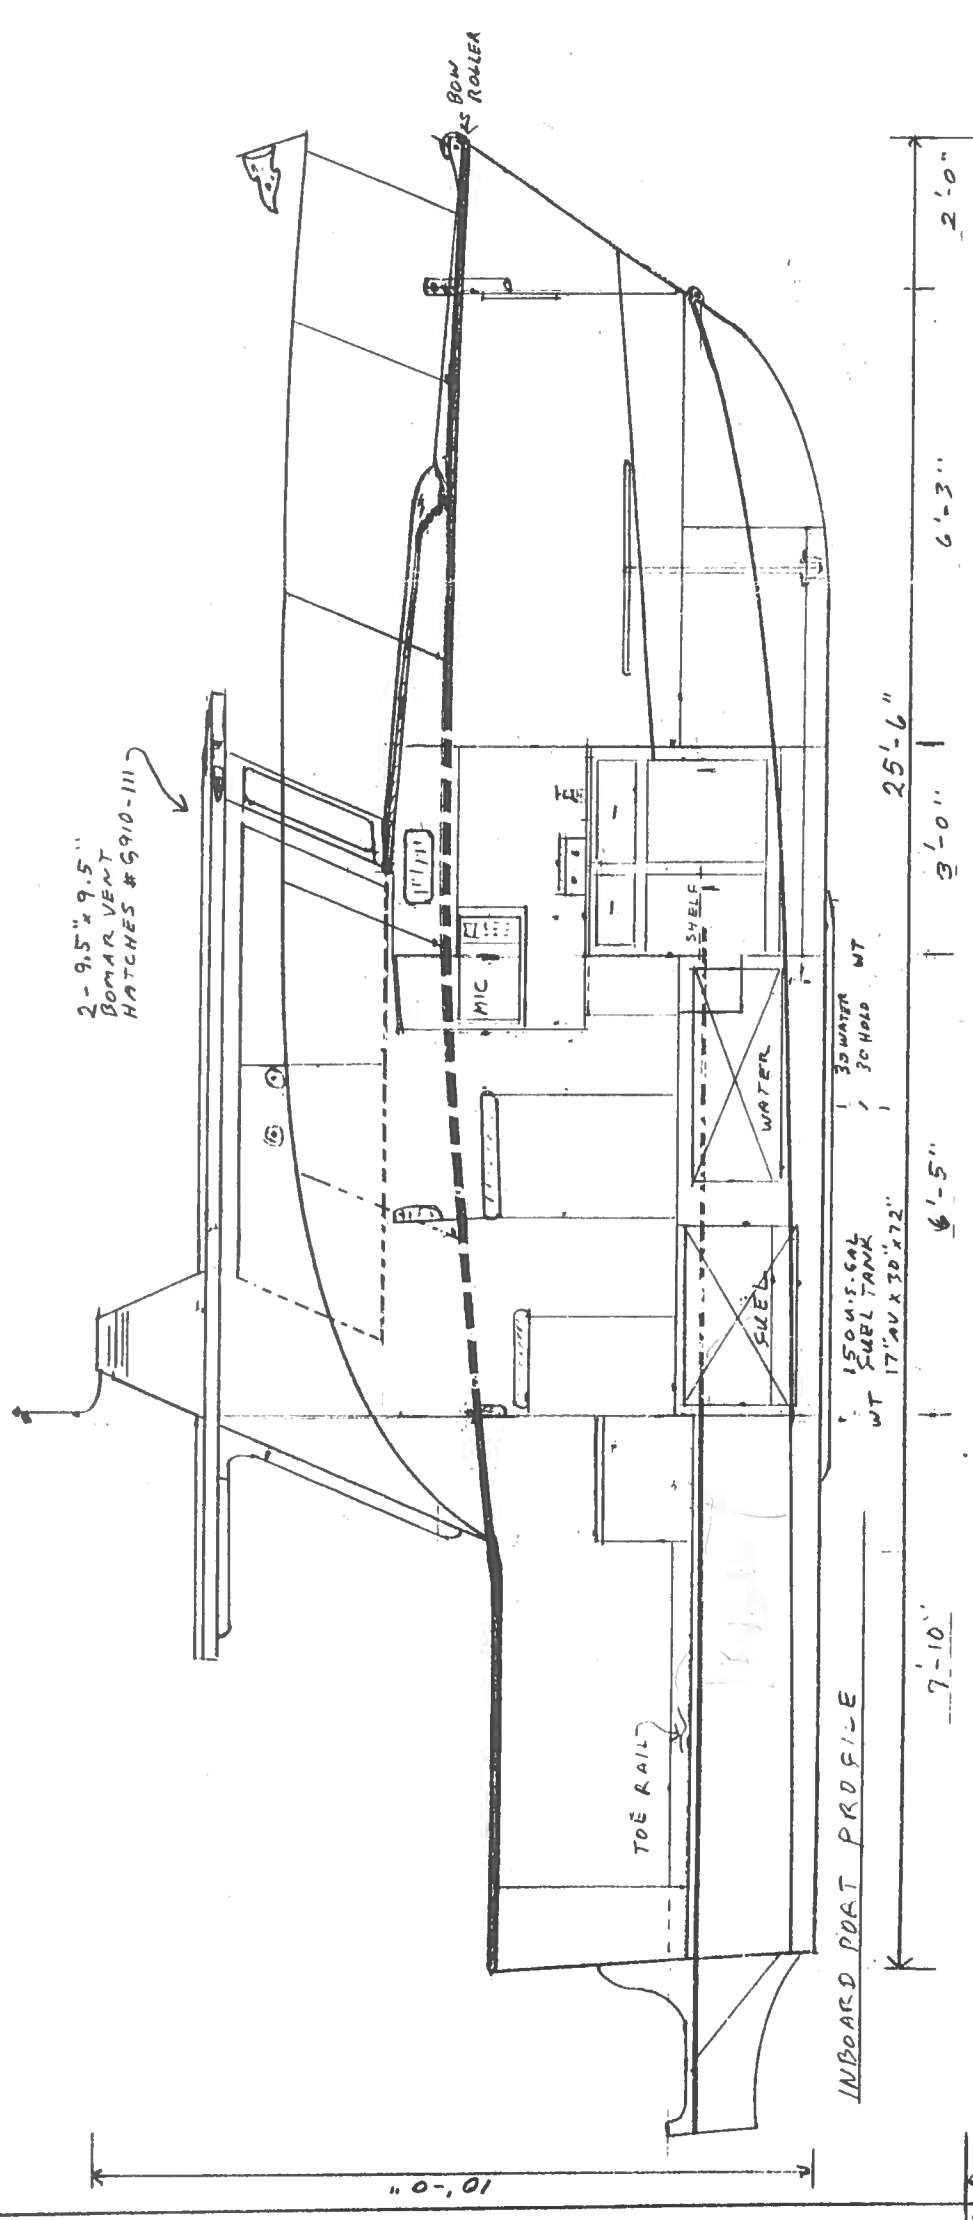 2 - 9.5" x 9.5"
BOMAR VENT
HATCHES # G910-111
SS BOW
ROLLER
MIC
SHELF
WATER
FUEL
TOE RAIL
30 WATER
30 HOLD
WT
WT
150 U.S. GAL
FUEL TANK
17" AV x 30" x 72"
2'-0"
6'-3"
3'-0"
6'-5"
7'-10"
25'-6"
10'-0"
INBOARD PORT PROFILE